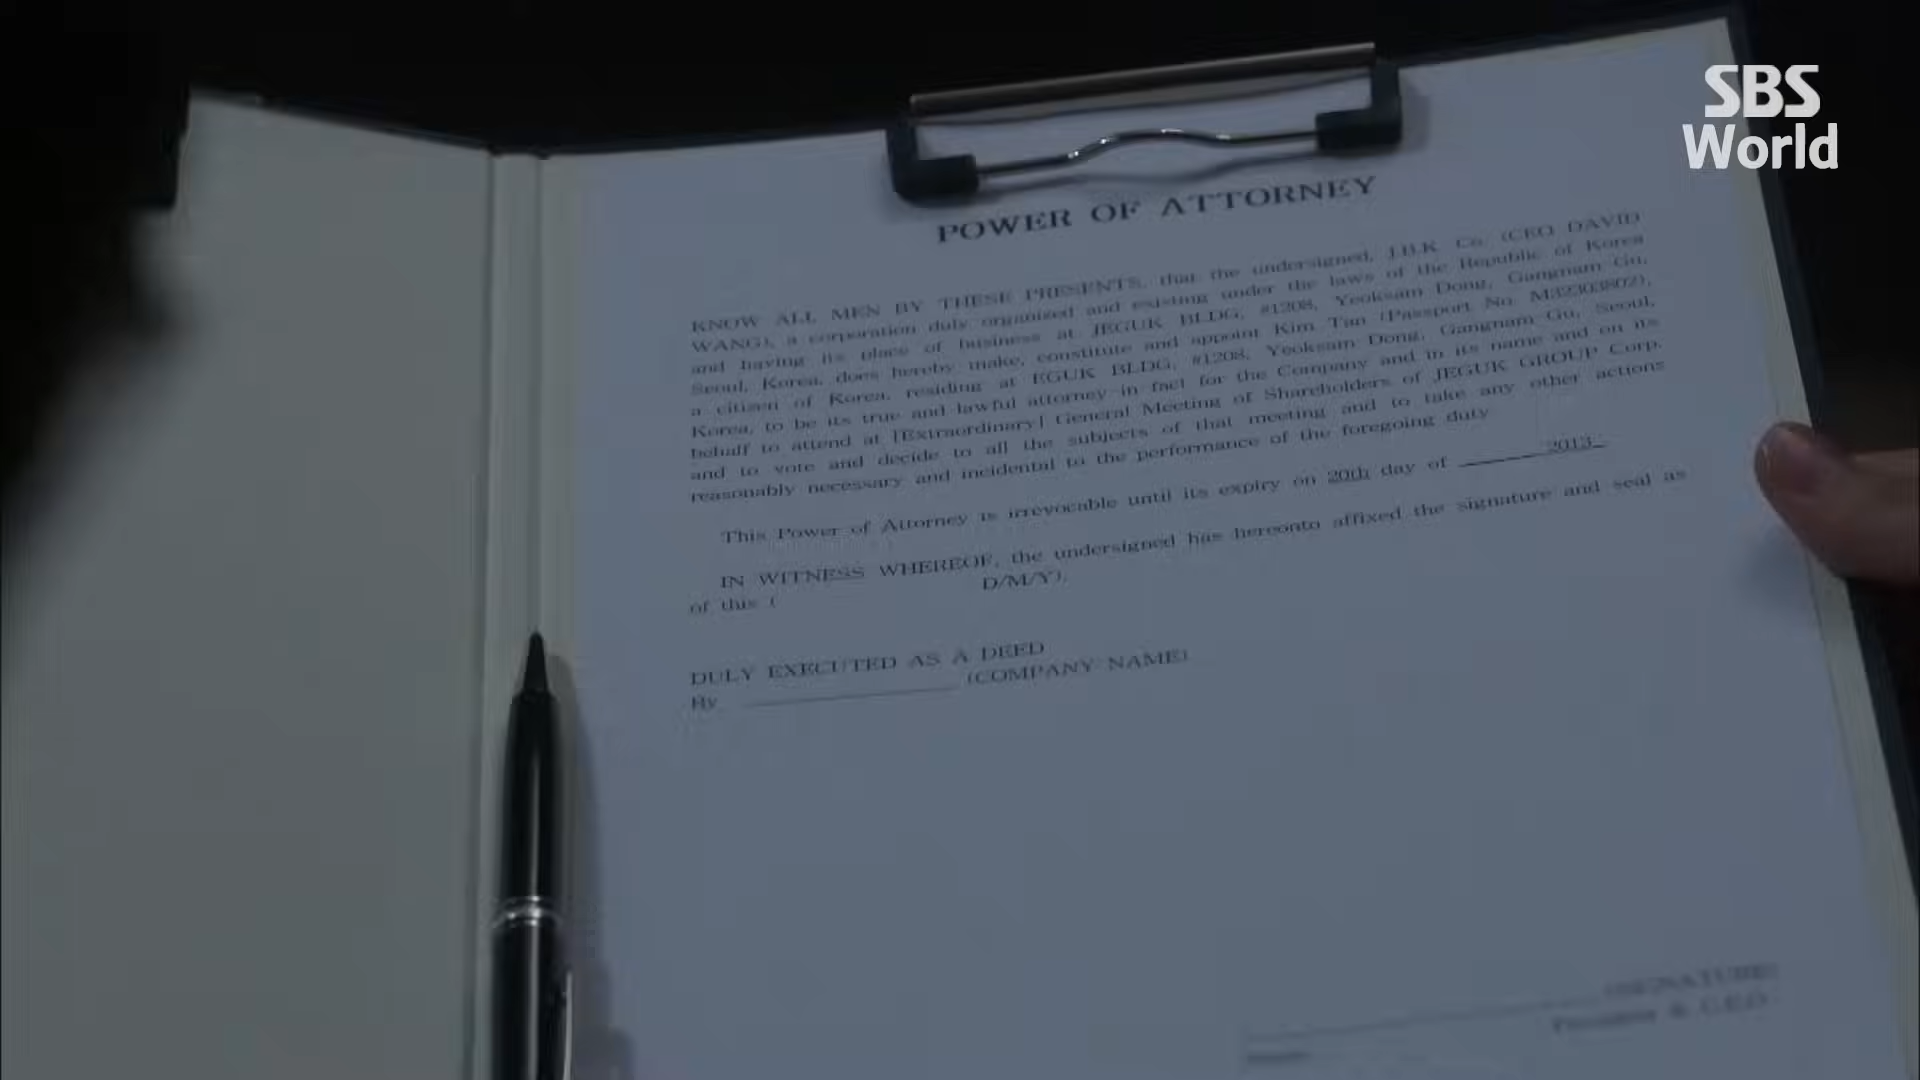 SBS
World
POWER OF ATTORNEY
KNOW ALL MEN BY THESE PRESENTS, that the undersigned, J.B.K Co. (CEO DAVID
WANG), a corporation duly organized and existing under the laws of the Republic of Korea
and having its place of business at JEGUK BLDG, #1208, Yeoksam Dong, Gangnam Gu,
Seoul, Korea, does hereby make, constitute and appoint Kim Tan (Passport No. M32303802),
a citizen of Korea, residing at EGUK BLDG, #1208, Yeoksam Dong, Gangnam Gu, Seoul,
Korea, to be its true and lawful attorney in fact for the Company and in its name and on its
behalf to attend at [Extraordinary] General Meeting of Shareholders of JEGUK GROUP Corp.
and to vote and decide to all the subjects of that meeting and to take any other actions
reasonably necessary and incidental to the performance of the foregoing duty
This Power of Attorney is irrevocable until its expiry on 20th day of ______ 2013
IN WITNESS WHEREOF, the undersigned has hereonto affixed the signature and seal as
of this ( D/M/Y).
DULY EXECUTED AS A DEED
By ____________ (COMPANY NAME)
(SIGNATURE)
President & C.E.O